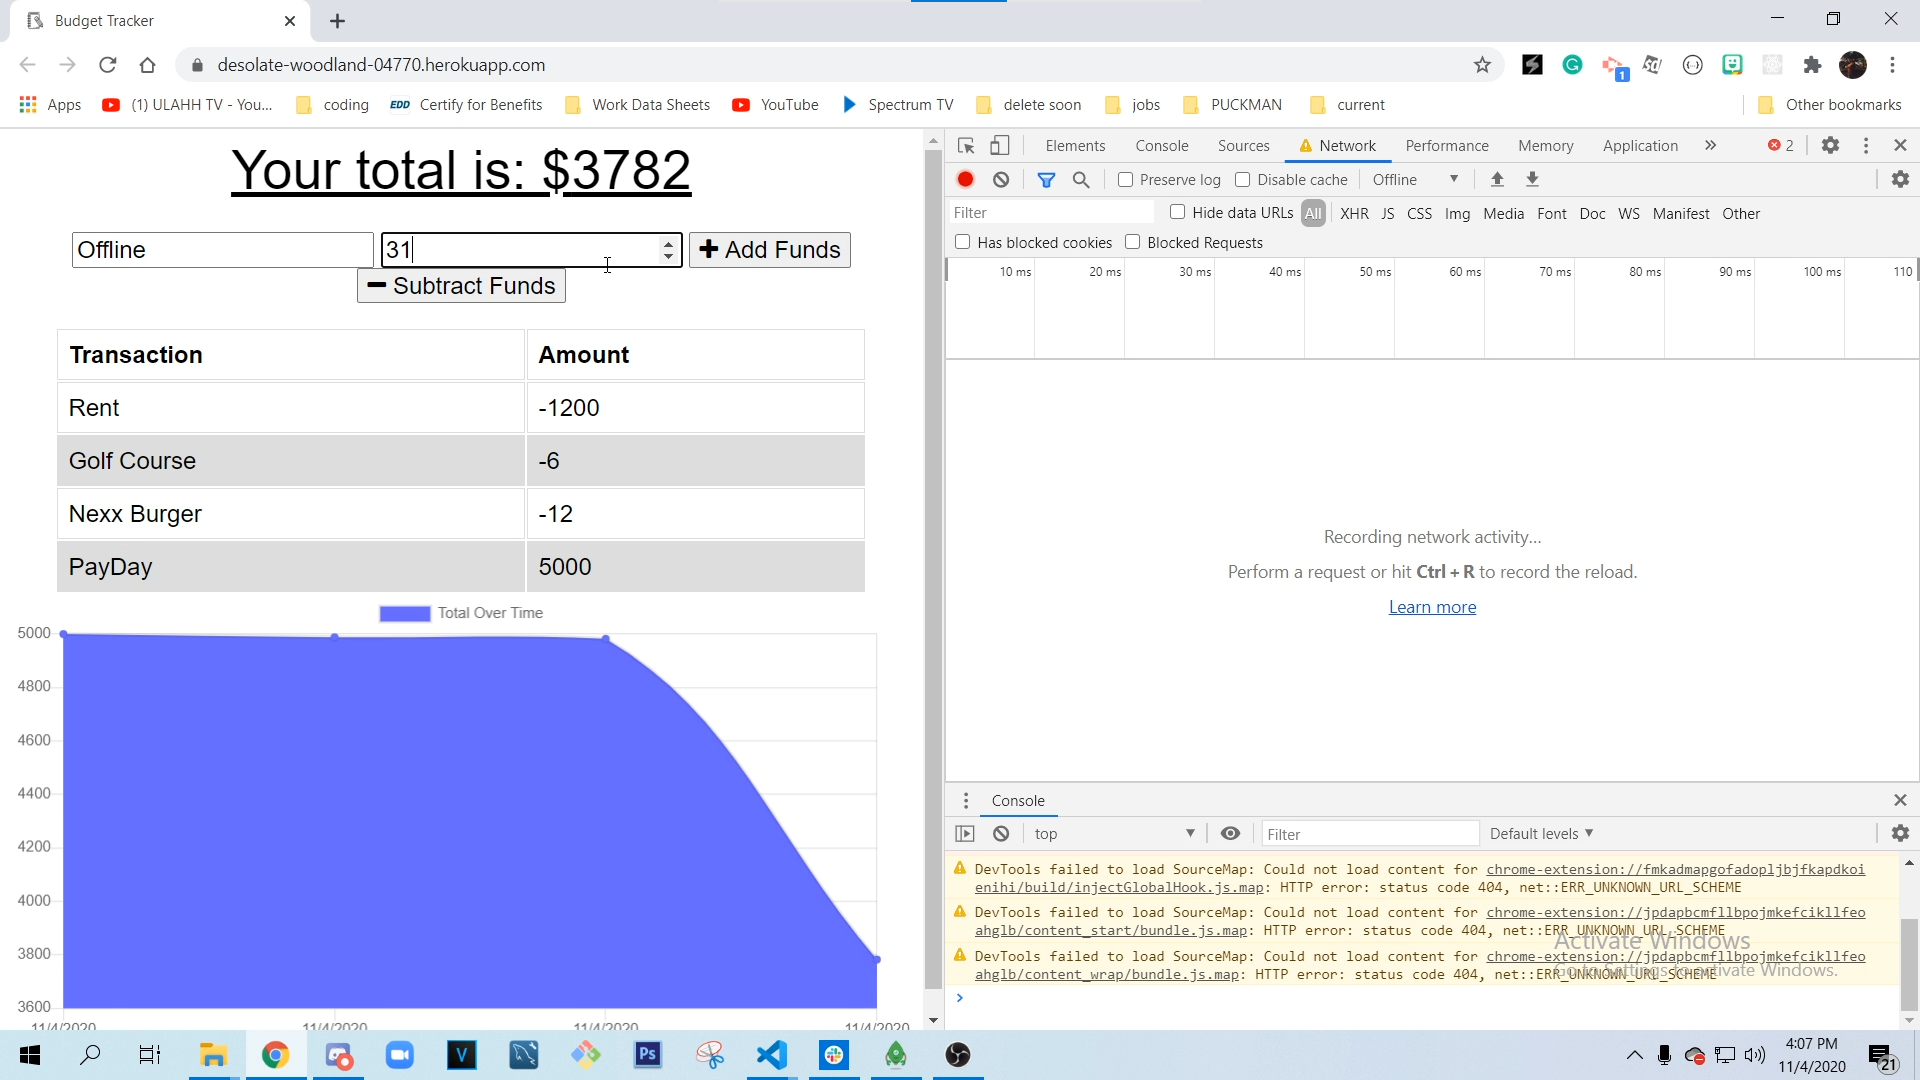 Budget Tracker
desolate-woodland-04770.herokuapp.com
1
Apps (1) ULAHH TV - You... coding EDD Certify for Benefits Work Data Sheets YouTube Spectrum TV delete soon jobs PUCKMAN current Other bookmarks
Your total is: $3782
Offline 31 Add Funds
Subtract Funds
Transaction Amount
Rent -1200
Golf Course -6
Nexx Burger -12
PayDay 5000
Total Over Time
5000
4800
4600
4400
4200
4000
3800
3600
11/4/2020 11/4/2020 11/4/2020 11/4/2020
Elements Console Sources Network Performance Memory Application 2
Preserve log Disable cache Offline
Filter Hide data URLs All XHR JS CSS Img Media Font Doc WS Manifest Other
Has blocked cookies Blocked Requests
10 ms 20 ms 30 ms 40 ms 50 ms 60 ms 70 ms 80 ms 90 ms 100 ms 110
Recording network activity...
Perform a request or hit Ctrl + R to record the reload.
Learn more
Console
top Filter Default levels
DevTools failed to load SourceMap: Could not load content for chrome-extension://fmkadmapgofadopljbjfkapdkoi
enihi/build/injectGlobalHook.js.map: HTTP error: status code 404, net::ERR_UNKNOWN_URL_SCHEME
DevTools failed to load SourceMap: Could not load content for chrome-extension://jpdapbcmfllbpojmkefcikllfeo
ahglb/content_start/bundle.js.map: HTTP error: status code 404, net::ERR_UNKNOWN_URL_SCHEME
DevTools failed to load SourceMap: Could not load content for chrome-extension://jpdapbcmfllbpojmkefcikllfeo
ahglb/content_wrap/bundle.js.map: HTTP error: status code 404, net::ERR_UNKNOWN_URL_SCHEME
Activate Windows
Go to Settings to activate Windows.
V Ps
4:07 PM
11/4/2020
21